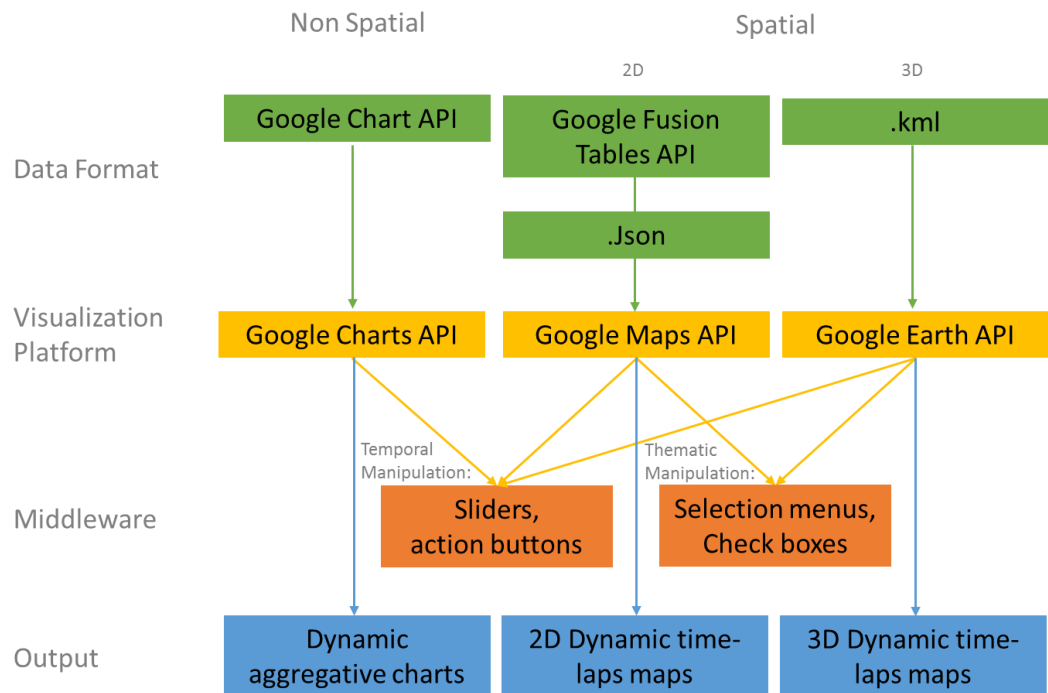 Non Spatial
Spatial
2D
3D
Data Format
Google Chart API
Google Fusion
Tables API
.kml
.Json
Visualization
Platform
Google Charts API
Google Maps API
Google Earth API
Temporal
Manipulation:
Thematic
Manipulation:
Middleware
Sliders,
action buttons
Selection menus,
Check boxes
Output
Dynamic
aggregative charts
2D Dynamic time-
laps maps
3D Dynamic time-
laps maps